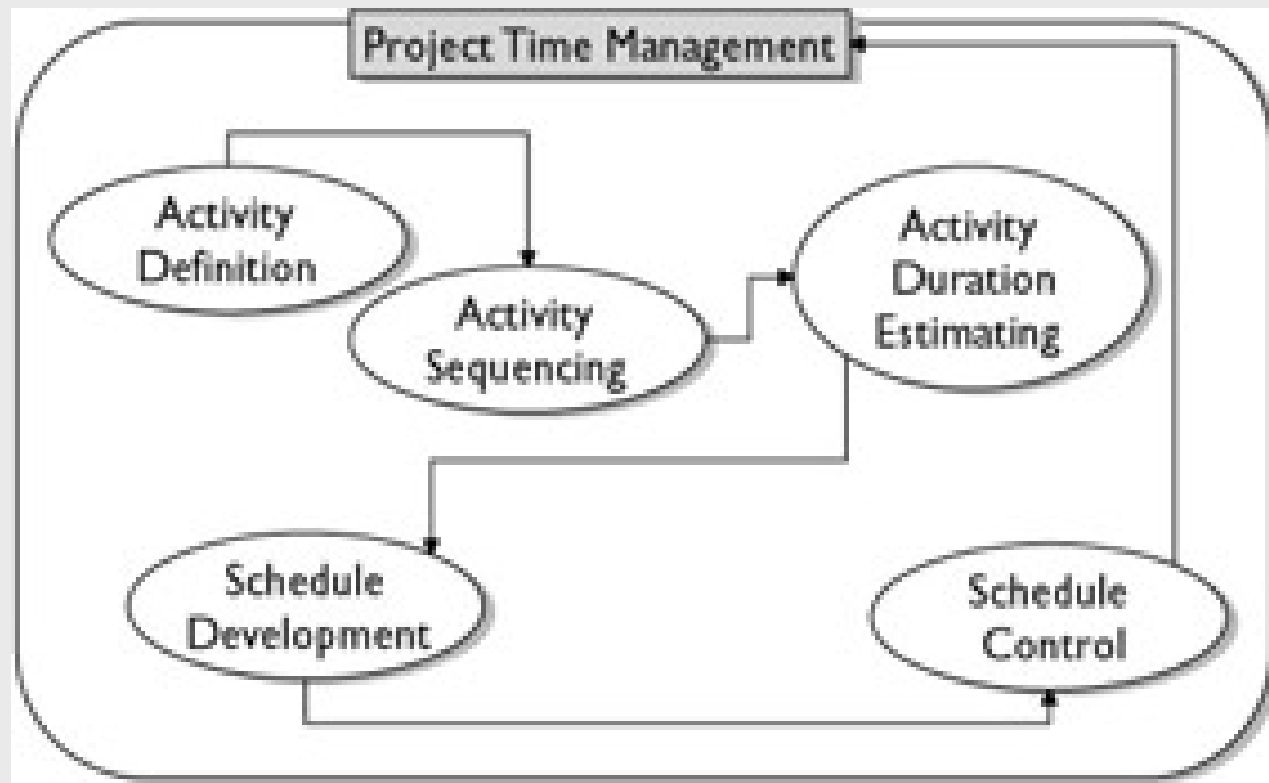 Project Time Management
Activity
Definition
Activity
Sequencing
Activity
Duration
Estimating
Schedule
Development
Schedule
Control